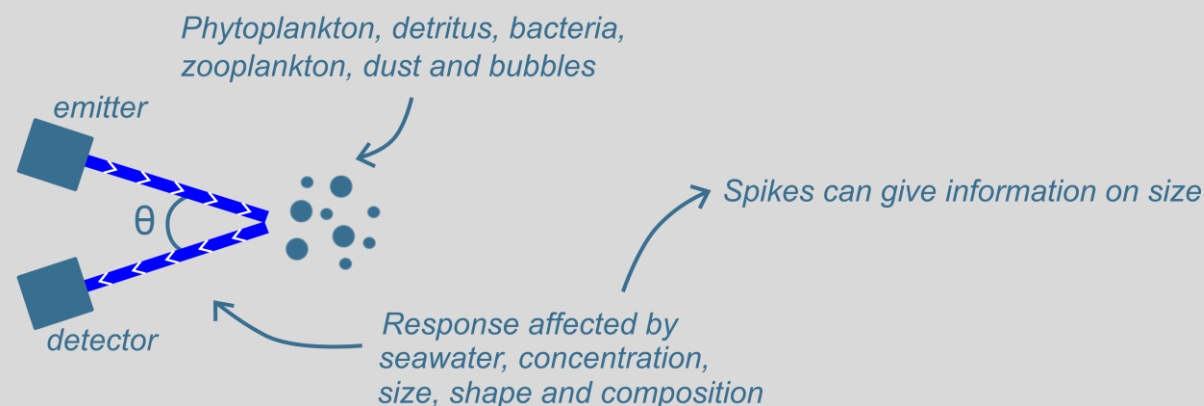 Phytoplankton, detritus, bacteria,
zooplankton, dust and bubbles
emitter
Spikes can give information on size
θ
detector
Response affected by
seawater, concentration,
size, shape and composition